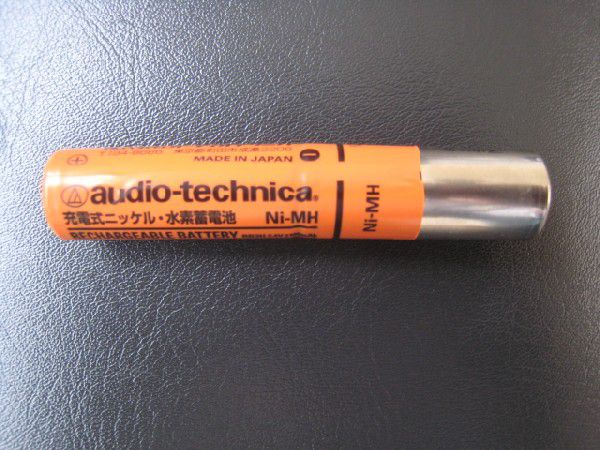 MADE IN JAPAN
audio-technica®
充電式ニッケル・水素蓄電池 Ni-MH
RECHARGEABLE BATTERY
Ni-MH